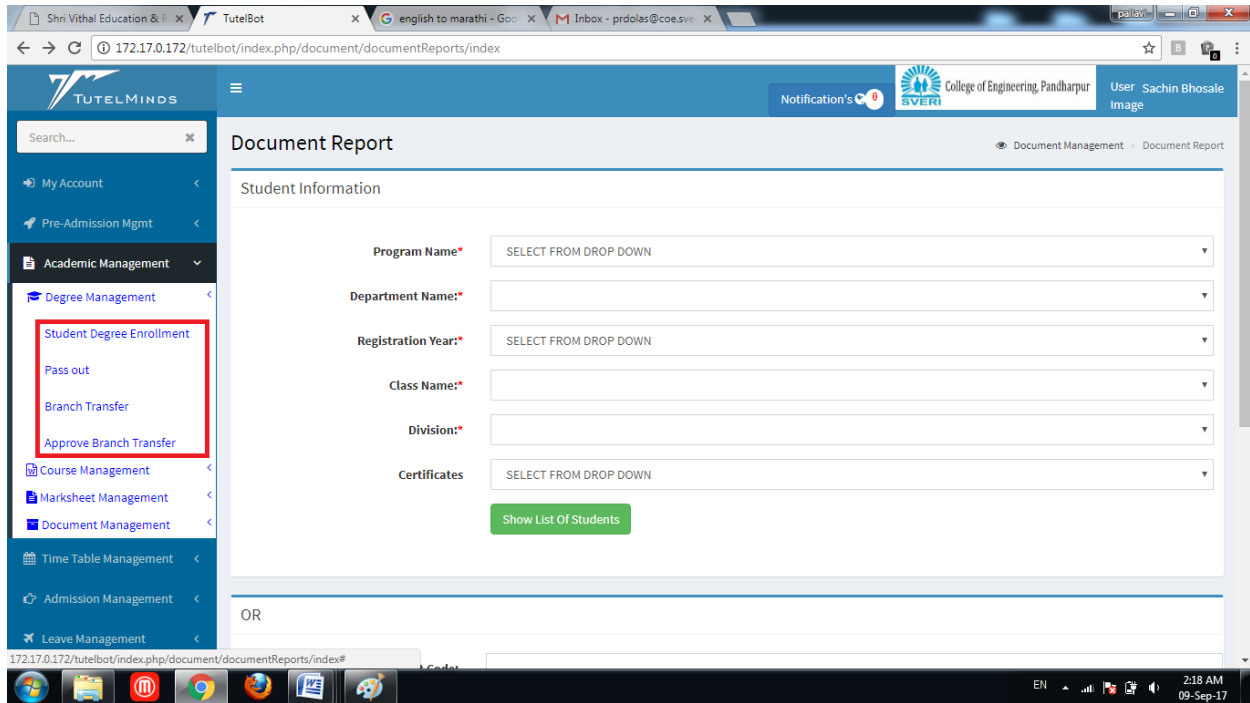 Shri Vithal Education & R
TutelBot
english to marathi - Goo
Inbox - prdolas@coe.sve
pallavi
172.17.0.172/tutelbot/index.php/document/documentReports/index
TUTELMINDS
Notification's 0
SVERI
College of Engineering, Pandharpur
User Image
Sachin Bhosale
Search...
Document Report
Document Management > Document Report
My Account
Pre-Admission Mgmt
Academic Management
Degree Management
Student Degree Enrollment
Pass out
Branch Transfer
Approve Branch Transfer
Course Management
Marksheet Management
Document Management
Time Table Management
Admission Management
Leave Management
Student Information
Program Name* SELECT FROM DROP DOWN
Department Name:*
Registration Year:* SELECT FROM DROP DOWN
Class Name:*
Division:*
Certificates SELECT FROM DROP DOWN
Show List Of Students
OR
Code:
172.17.0.172/tutelbot/index.php/document/documentReports/index#
EN
2:18 AM
09-Sep-17